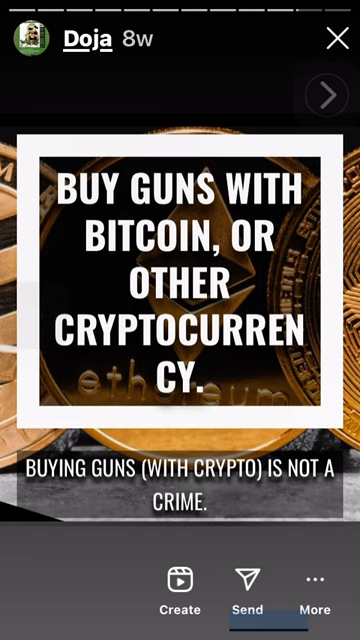 Doja 8w
BUY GUNS WITH
BITCOIN, OR
OTHER
CRYPTOCURREN
CY.
ethereum
BUYING GUNS (WITH CRYPTO) IS NOT A
CRIME.
Create Send More